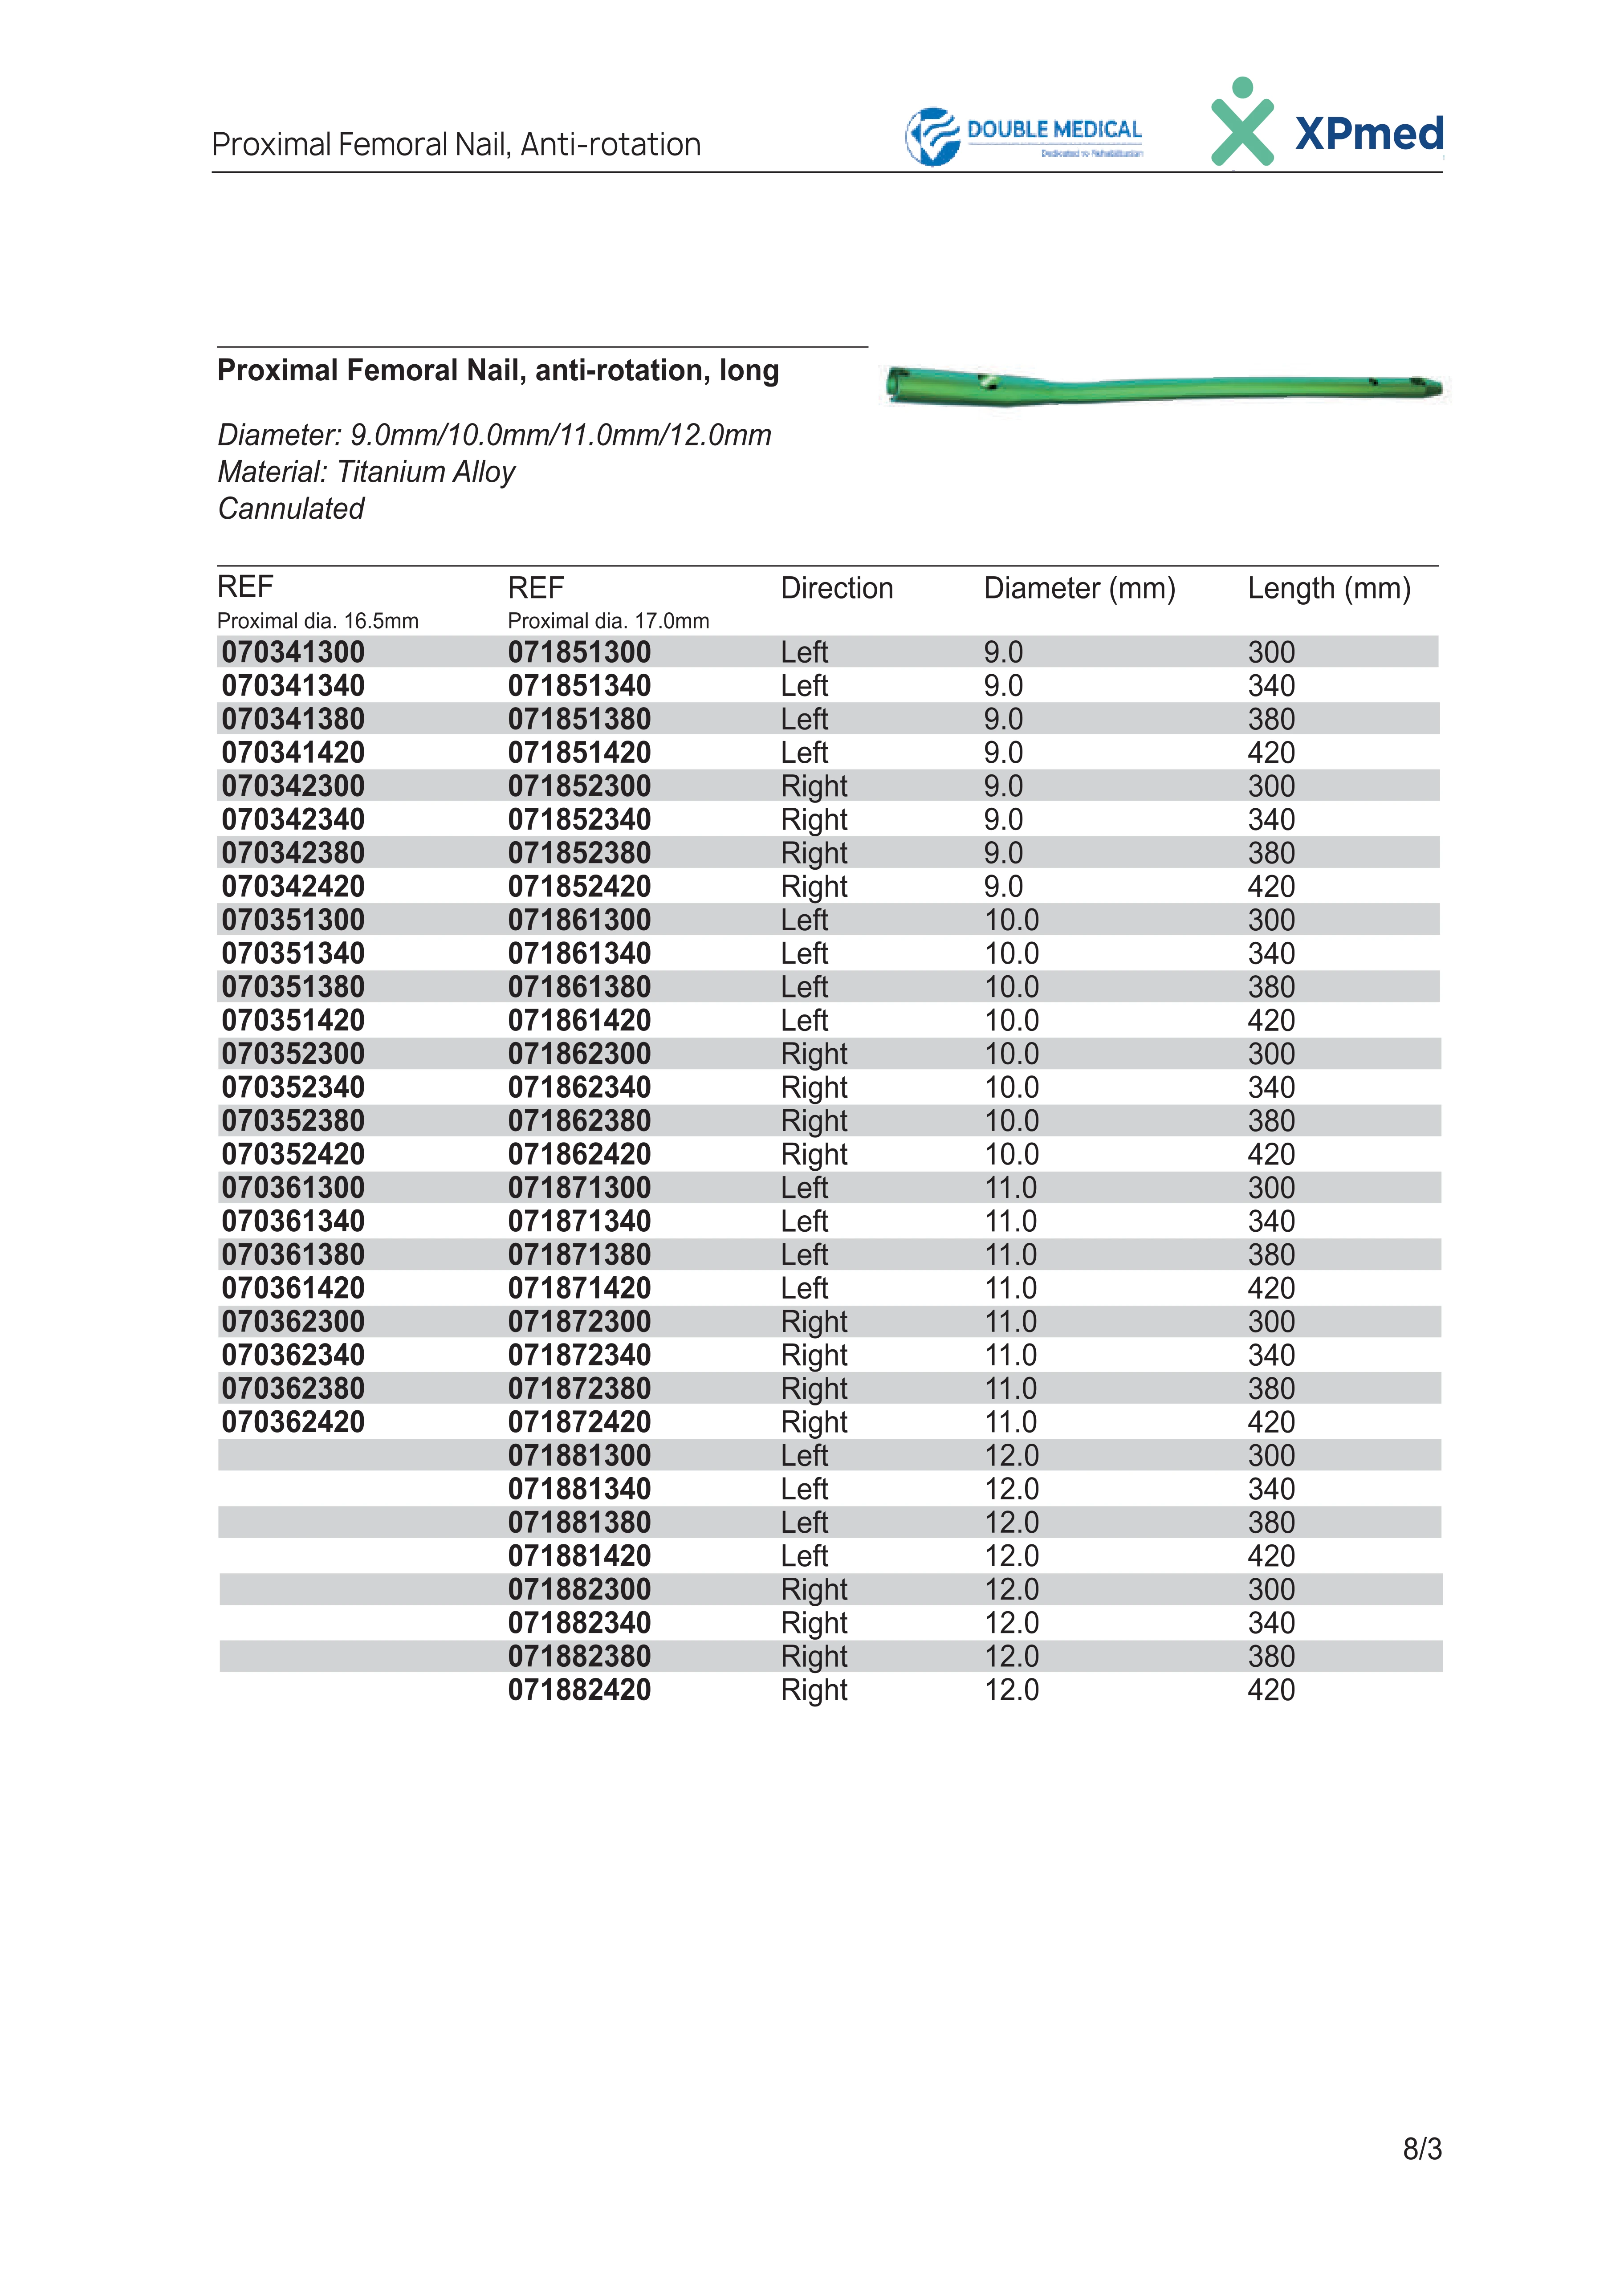 Proximal Femoral Nail, Anti-rotation
DOUBLE MEDICAL
Dedicated to Rehabilitation
XPmed
Proximal Femoral Nail, anti-rotation, long
Diameter: 9.0mm/10.0mm/11.0mm/12.0mm
Material: Titanium Alloy
Cannulated
REF REF Direction Diameter (mm) Length (mm)
Proximal dia. 16.5mm Proximal dia. 17.0mm
070341300 071851300 Left 9.0 300
070341340 071851340 Left 9.0 340
070341380 071851380 Left 9.0 380
070341420 071851420 Left 9.0 420
070342300 071852300 Right 9.0 300
070342340 071852340 Right 9.0 340
070342380 071852380 Right 9.0 380
070342420 071852420 Right 9.0 420
070351300 071861300 Left 10.0 300
070351340 071861340 Left 10.0 340
070351380 071861380 Left 10.0 380
070351420 071861420 Left 10.0 420
070352300 071862300 Right 10.0 300
070352340 071862340 Right 10.0 340
070352380 071862380 Right 10.0 380
070352420 071862420 Right 10.0 420
070361300 071871300 Left 11.0 300
070361340 071871340 Left 11.0 340
070361380 071871380 Left 11.0 380
070361420 071871420 Left 11.0 420
070362300 071872300 Right 11.0 300
070362340 071872340 Right 11.0 340
070362380 071872380 Right 11.0 380
070362420 071872420 Right 11.0 420
071881300 Left 12.0 300
071881340 Left 12.0 340
071881380 Left 12.0 380
071881420 Left 12.0 420
071882300 Right 12.0 300
071882340 Right 12.0 340
071882380 Right 12.0 380
071882420 Right 12.0 420
8/3